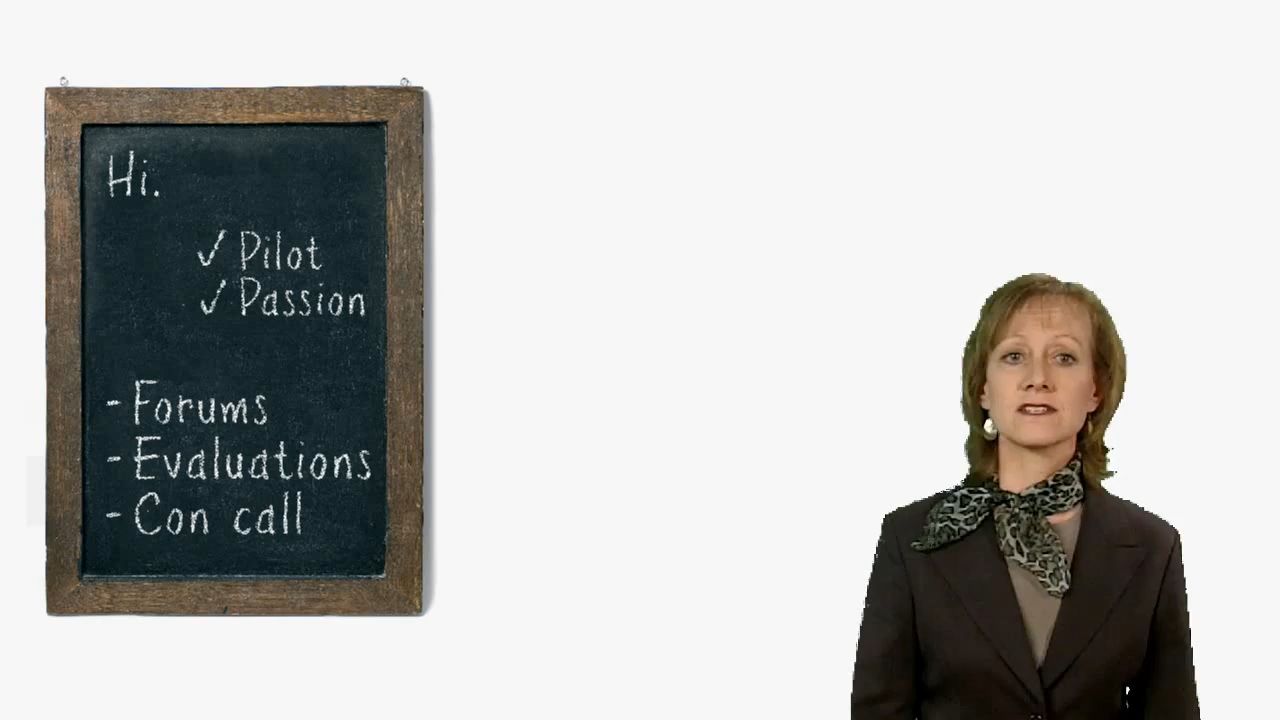 Hi.
✓ Pilot
✓ Passion
- Forums
- Evaluations
- Con call